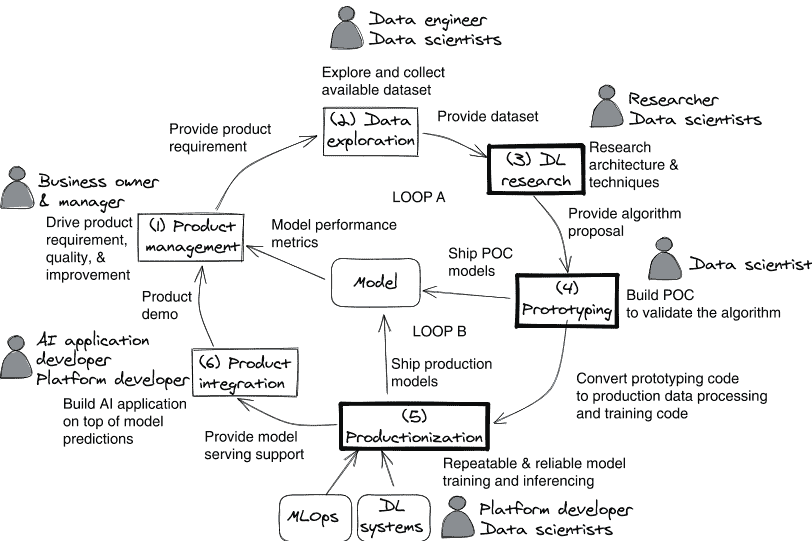 Data engineer
Data scientists
Explore and collect
available dataset
(2) Data
exploration
Provide dataset
Researcher
Data scientists
(3) DL
research
Research
architecture &
techniques
Provide product
requirement
Business owner
& manager
Drive product
requirement,
quality, &
improvement
(1) Product
management
LOOP A
Model performance
metrics
Provide algorithm
proposal
Ship POC
models
Data scientist
Model
(4)
Prototyping
Build POC
to validate the algorithm
Product
demo
LOOP B
AI application
developer
Platform developer
(6) Product
integration
Build AI application
on top of model
predictions
Ship production
models
Convert prototyping code
to production data processing
and training code
(5)
Productionization
Provide model
serving support
Repeatable & reliable model
training and inferencing
MLOps
DL
systems
Platform developer
Data scientists